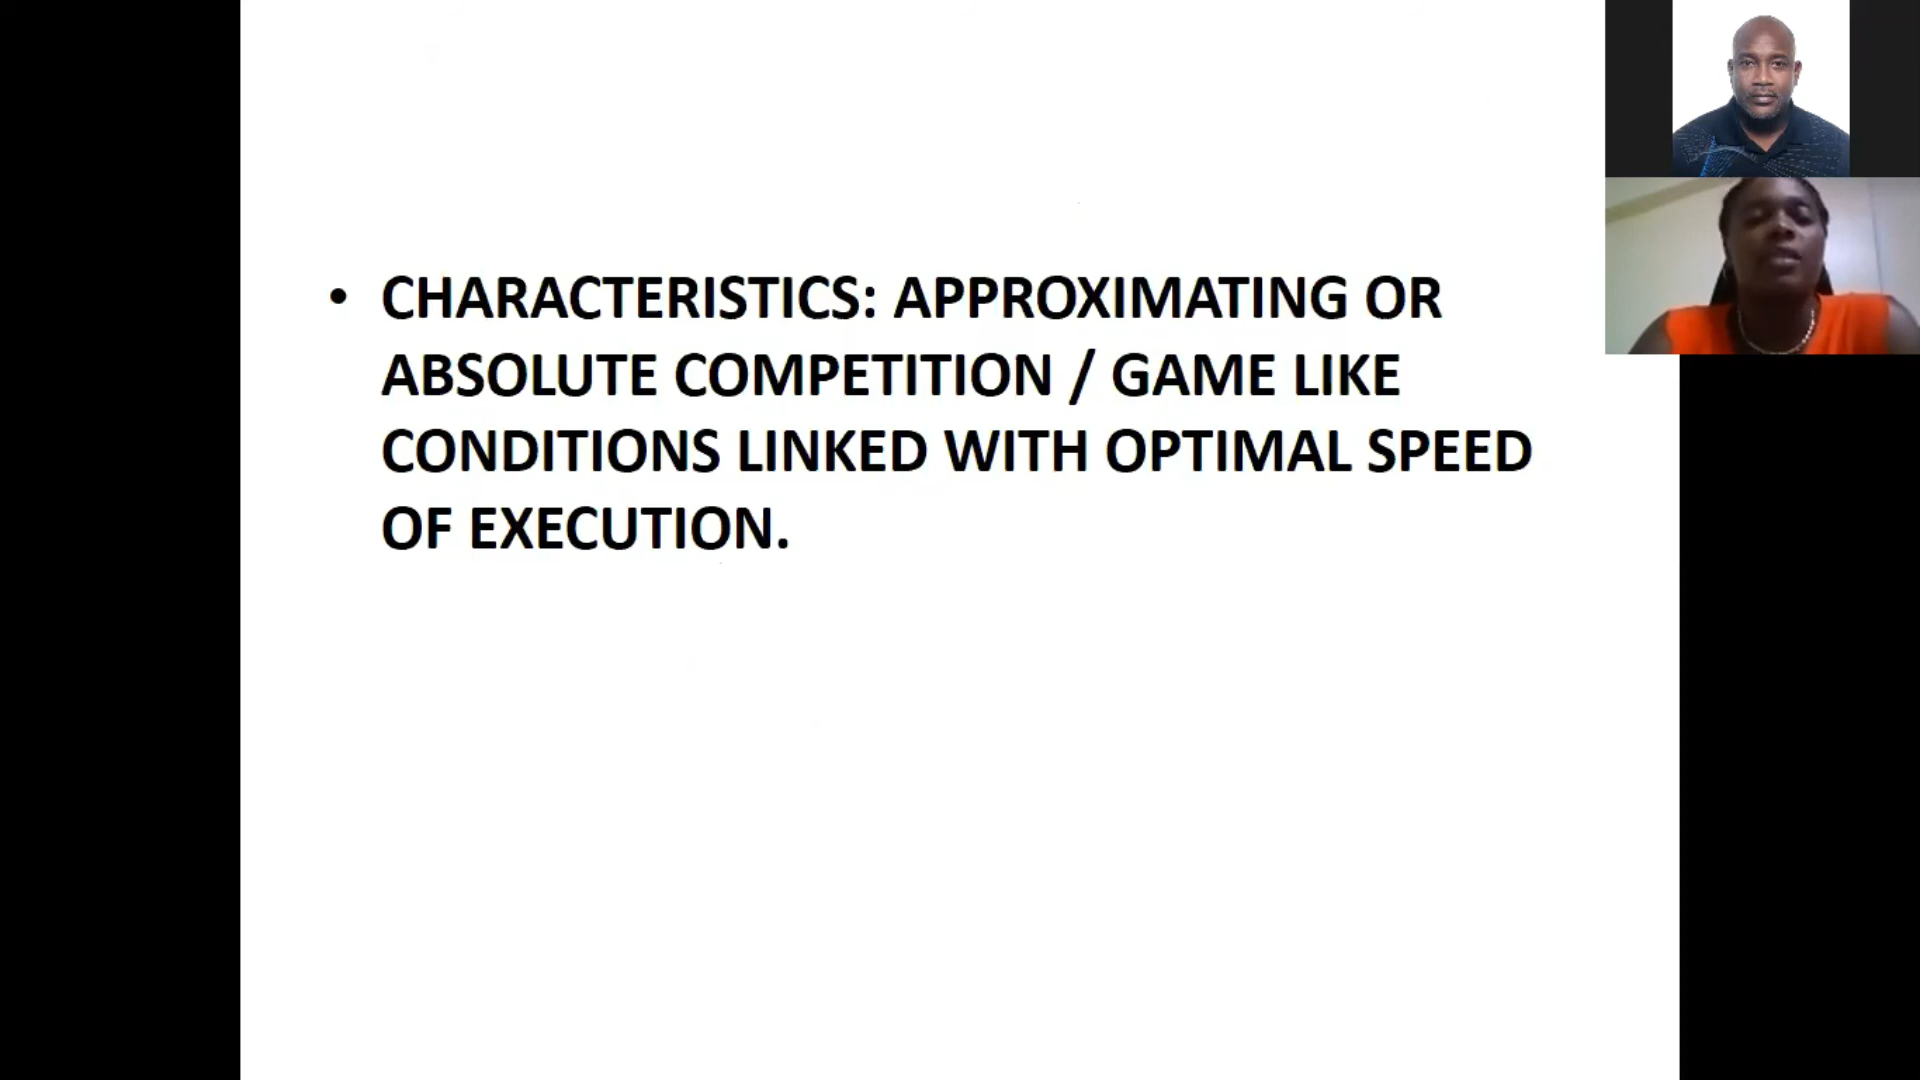 • CHARACTERISTICS: APPROXIMATING OR
ABSOLUTE COMPETITION / GAME LIKE
CONDITIONS LINKED WITH OPTIMAL SPEED
OF EXECUTION.